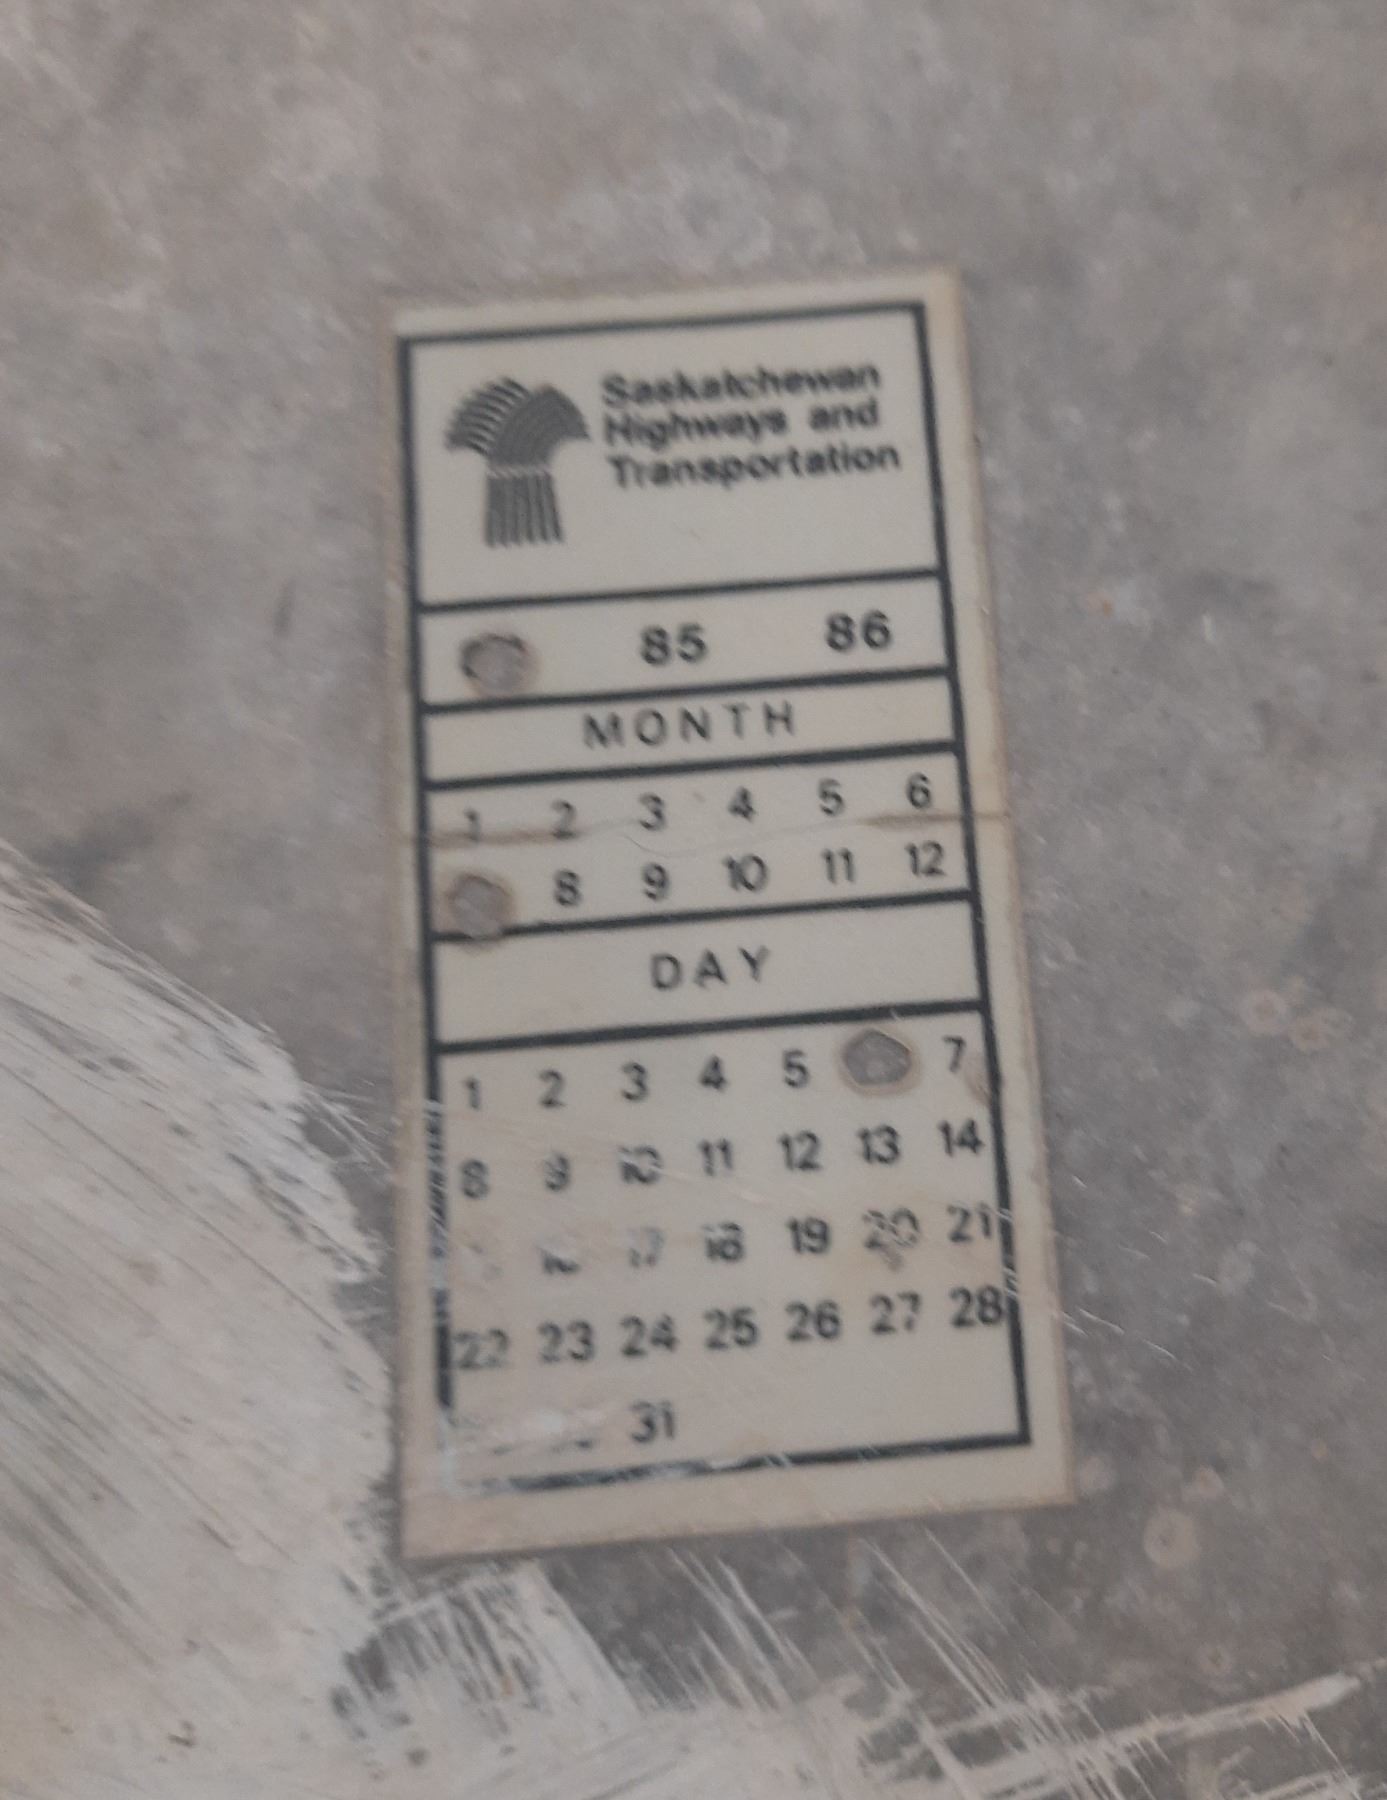 Saskatchewan
Highways and
Transportation
85 86
MONTH
1 2 3 4 5 6
8 9 10 11 12
DAY
1 2 3 4 5 7
8 9 10 11 12 13 14
16 17 18 19 20 21
22 23 24 25 26 27 28
31